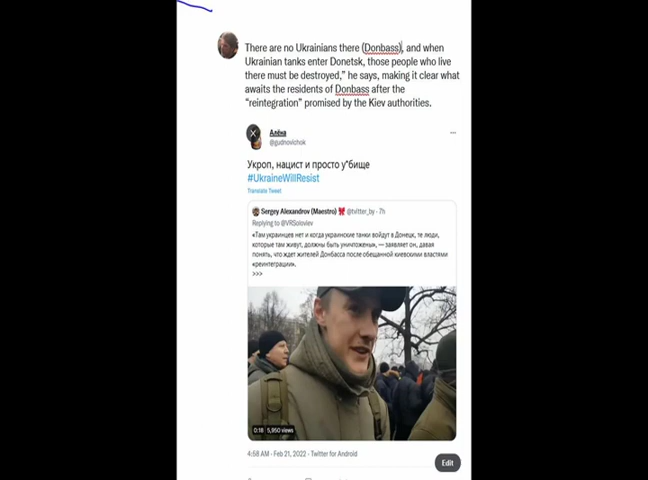 There are no Ukrainians there (Donbass), and when
Ukrainian tanks enter Donetsk, those people who live
there must be destroyed,” he says, making it clear what
awaits the residents of Donbass after the
“reintegration” promised by the Kiev authorities.
Алёна
@gudnovichok
Укроп, нацист и просто у*бище
#UkraineWillResist
Translate Tweet
Sergey Alexandrov (Maestro) @twitter_by · 7h
Replying to @VRSoloviev
«Там украинцев нет и когда украинские танки войдут в Донецк, те люди,
которые там живут, должны быть уничтожены», — заявляет он, давая
понять, что ждет жителей Донбасса после обещанной киевскими властями
«реинтеграции».
>>>
0:18 5,950 views
4:58 AM · Feb 21, 2022 · Twitter for Android
Edit